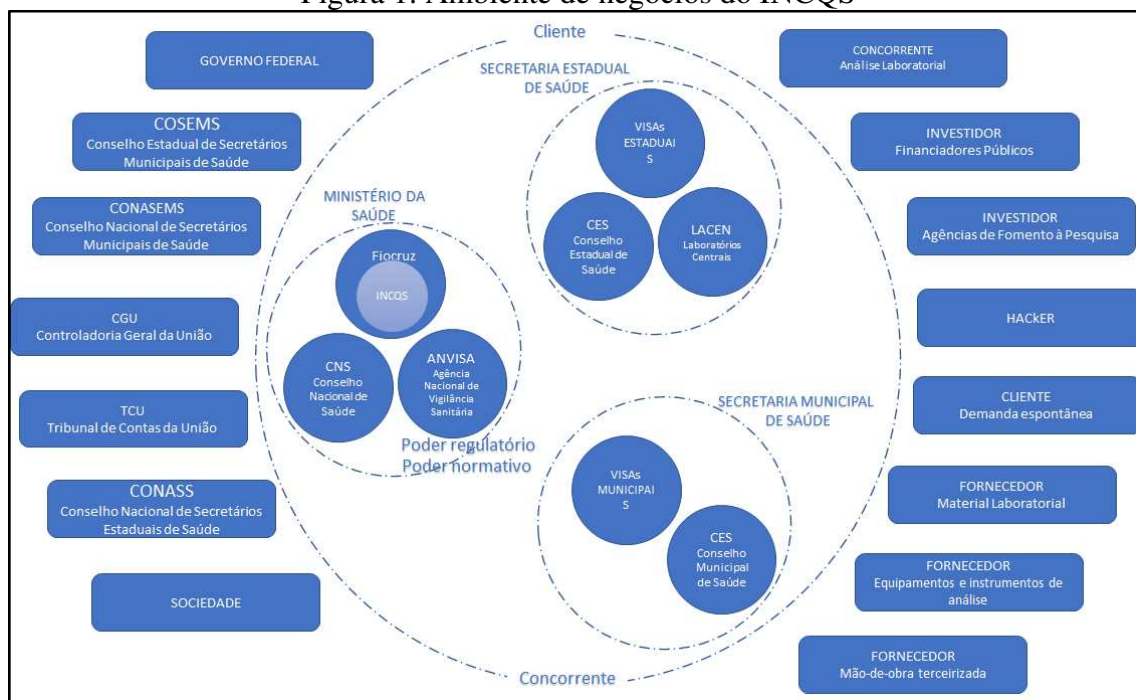 Figura 1: Ambiente de negócios do INCQS
GOVERNO FEDERAL
COSEMS
Conselho Estadual de Secretários
Municipais de Saúde
CONASEMS
Conselho Nacional de Secretários
Municipais de Saúde
CGU
Controladoria Geral da União
TCU
Tribunal de Contas da União
CONASS
Conselho Nacional de Secretários
Estaduais de Saúde
SOCIEDADE
Cliente
SECRETARIA ESTADUAL
DE SAÚDE
VISAs
ESTADUAI
S
CES
Conselho
Estadual de
Saúde
LACEN
Laboratórios
Centrais
MINISTÉRIO DA
SAÚDE
Fiocruz
INCQS
CNS
Conselho
Nacional de
Saúde
ANVISA
Agência
Nacional de
Vigilância
Sanitária
Poder regulatório
Poder normativo
SECRETARIA MUNICIPAL
DE SAÚDE
VISAs
MUNICIPAI
S
CES
Conselho
Municipal
de Saúde
Concorrente
CONCORRENTE
Análise Laboratorial
INVESTIDOR
Financiadores Públicos
INVESTIDOR
Agências de Fomento à Pesquisa
HACkER
CLIENTE
Demanda espontânea
FORNECEDOR
Material Laboratorial
FORNECEDOR
Equipamentos e instrumentos de
análise
FORNECEDOR
Mão-de-obra terceirizada